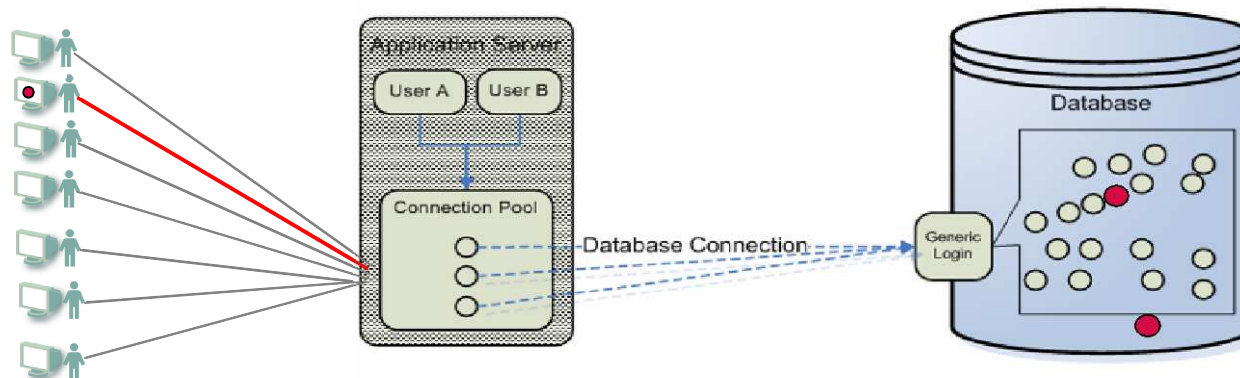 Application Server
User A
User B
Connection Pool
Database Connection
Database
Generic
Login